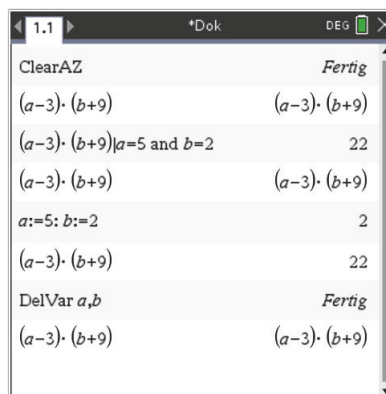 1.1 *Dok DEG
ClearAZ Fertig
(a−3)·(b+9) (a−3)·(b+9)
(a−3)·(b+9)|a=5 and b=2 22
(a−3)·(b+9) (a−3)·(b+9)
a:=5: b:=2 2
(a−3)·(b+9) 22
DelVar a,b Fertig
(a−3)·(b+9) (a−3)·(b+9)